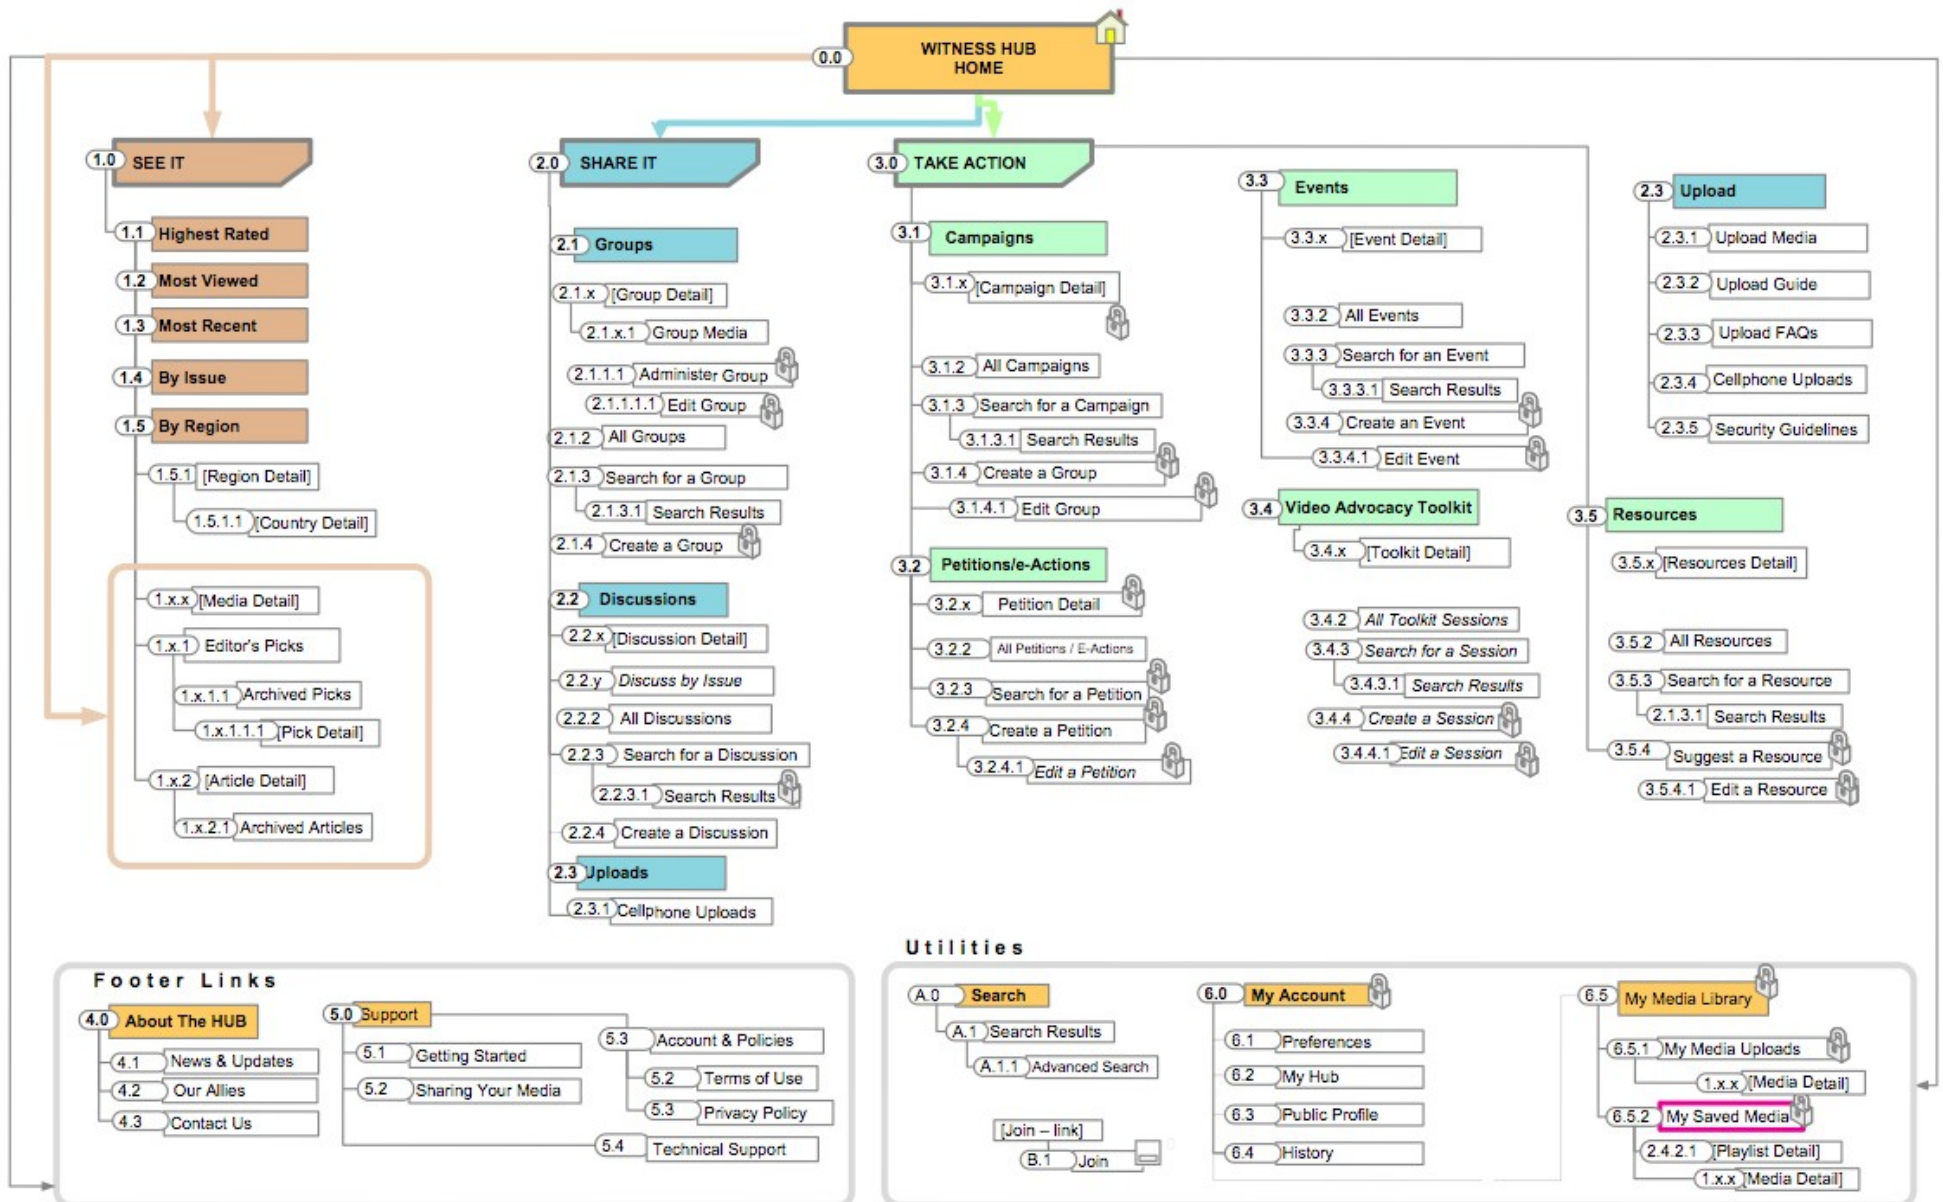 0.0 WITNESS HUB
HOME
1.0 SEE IT
1.1 Highest Rated
1.2 Most Viewed
1.3 Most Recent
1.4 By Issue
1.5 By Region
1.5.1 [Region Detail]
1.5.1.1 [Country Detail]
1.x.x [Media Detail]
1.x.1 Editor's Picks
1.x.1.1 Archived Picks
1.x.1.1.1 [Pick Detail]
1.x.2 [Article Detail]
1.x.2.1 Archived Articles
2.0 SHARE IT
2.1 Groups
2.1.x [Group Detail]
2.1.x.1 Group Media
2.1.1.1 Administer Group
2.1.1.1.1 Edit Group
2.1.2 All Groups
2.1.3 Search for a Group
2.1.3.1 Search Results
2.1.4 Create a Group
2.2 Discussions
2.2.x [Discussion Detail]
2.2.y Discuss by Issue
2.2.2 All Discussions
2.2.3 Search for a Discussion
2.2.3.1 Search Results
2.2.4 Create a Discussion
2.3 Uploads
2.3.1 Cellphone Uploads
3.0 TAKE ACTION
3.1 Campaigns
3.1.x [Campaign Detail]
3.1.2 All Campaigns
3.1.3 Search for a Campaign
3.1.3.1 Search Results
3.1.4 Create a Group
3.1.4.1 Edit Group
3.2 Petitions/e-Actions
3.2.x Petition Detail
3.2.2 All Petitions / E-Actions
3.2.3 Search for a Petition
3.2.4 Create a Petition
3.2.4.1 Edit a Petition
3.3 Events
3.3.x [Event Detail]
3.3.2 All Events
3.3.3 Search for an Event
3.3.3.1 Search Results
3.3.4 Create an Event
3.3.4.1 Edit Event
3.4 Video Advocacy Toolkit
3.4.x [Toolkit Detail]
3.4.2 All Toolkit Sessions
3.4.3 Search for a Session
3.4.3.1 Search Results
3.4.4 Create a Session
3.4.4.1 Edit a Session
2.3 Upload
2.3.1 Upload Media
2.3.2 Upload Guide
2.3.3 Upload FAQs
2.3.4 Cellphone Uploads
2.3.5 Security Guidelines
3.5 Resources
3.5.x [Resources Detail]
3.5.2 All Resources
3.5.3 Search for a Resource
2.1.3.1 Search Results
3.5.4 Suggest a Resource
3.5.4.1 Edit a Resource
Footer Links
4.0 About The HUB
4.1 News & Updates
4.2 Our Allies
4.3 Contact Us
5.0 Support
5.1 Getting Started
5.2 Sharing Your Media
5.3 Account & Policies
5.2 Terms of Use
5.3 Privacy Policy
5.4 Technical Support
Utilities
A.0 Search
A.1 Search Results
A.1.1 Advanced Search
[Join – link]
B.1 Join
6.0 My Account
6.1 Preferences
6.2 My Hub
6.3 Public Profile
6.4 History
6.5 My Media Library
6.5.1 My Media Uploads
1.x.x [Media Detail]
6.5.2 My Saved Media
2.4.2.1 [Playlist Detail]
1.x.x [Media Detail]